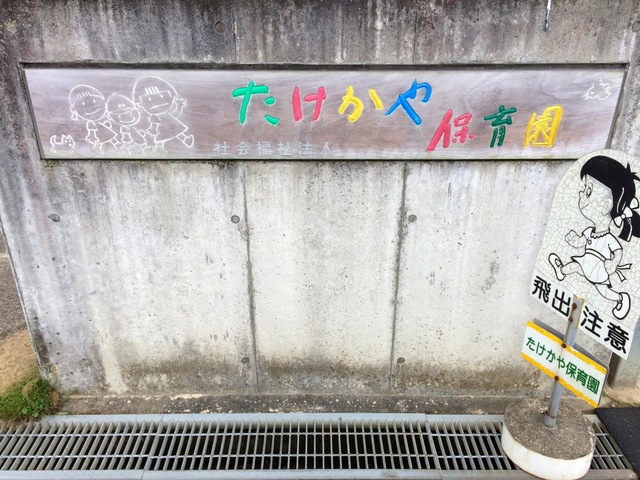 たけかや保育園
社会福祉法人
飛出注意
たけかや保育園